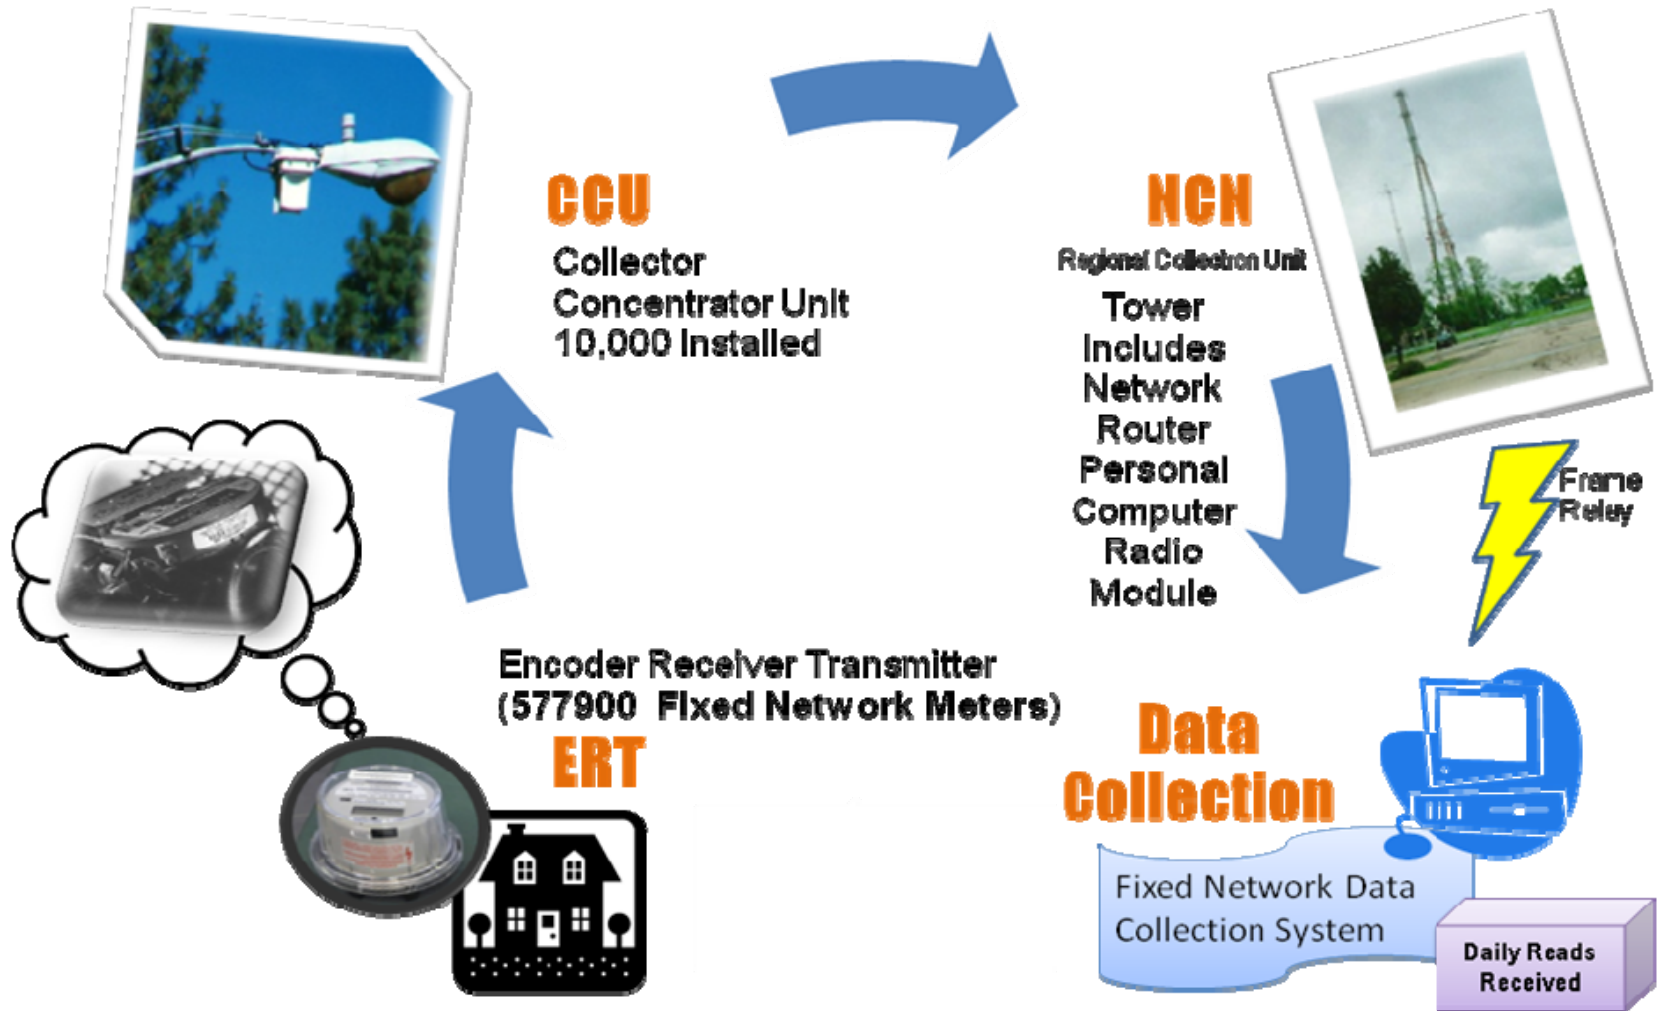 CCU
Collector
Concentrator Unit
10,000 Installed
NCN
Regional Collection Unit
Tower
Includes
Network
Router
Personal
Computer
Radio
Module
Frame
Relay
Encoder Receiver Transmitter
(577900 Fixed Network Meters)
ERT
Data
Collection
Fixed Network Data
Collection System
Daily Reads
Received